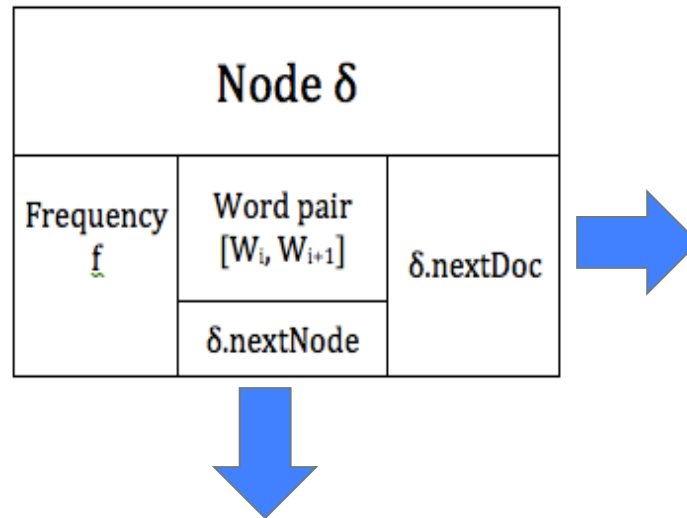 Node δ
Frequency
f
Word pair
[Wᵢ, Wᵢ₊₁]
δ.nextNode
δ.nextDoc